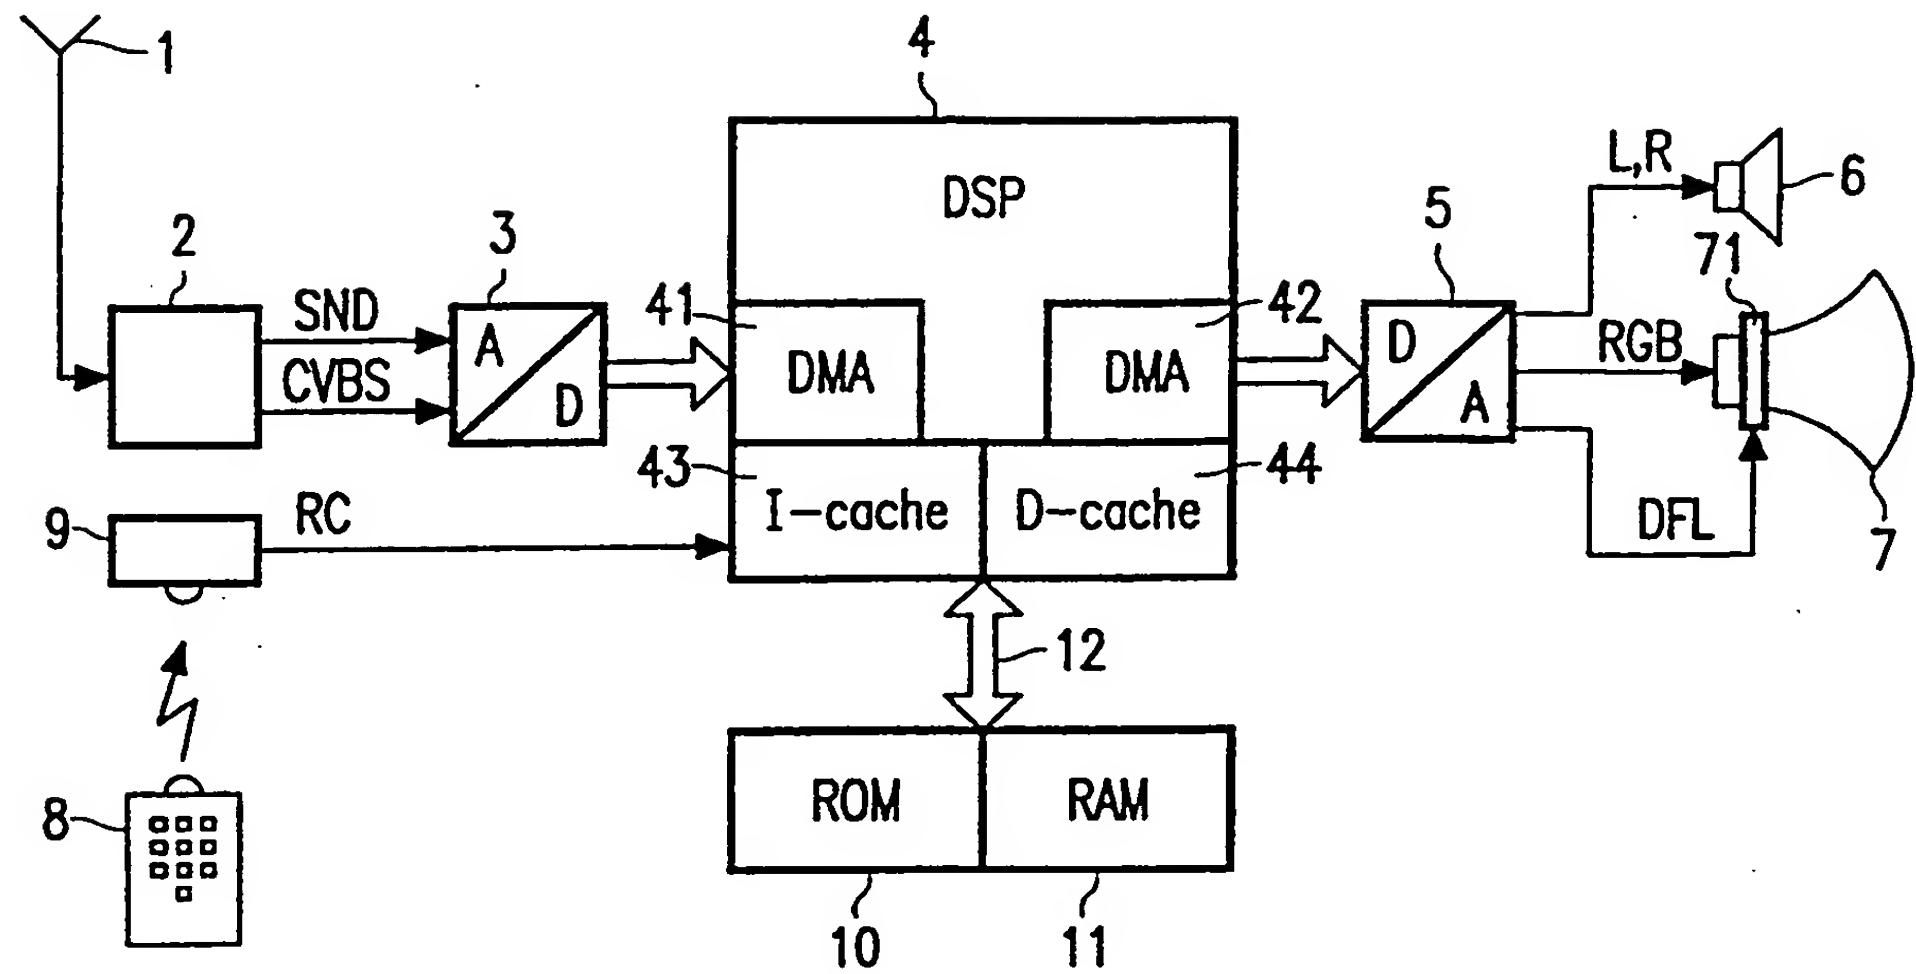 1
4
L,R
6
DSP
2
3
5
71
SND
A
41
42
D
RGB
CVBS
D
DMA
DMA
A
43
44
9
RC
I-cache
D-cache
DFL
7
12
8
ROM
RAM
10
11